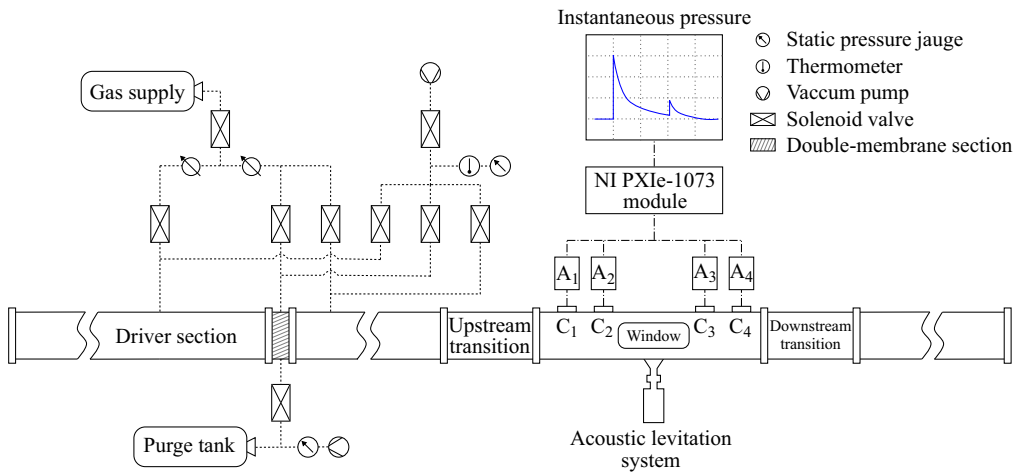 Instantaneous pressure
Static pressure jauge
Thermometer
Vaccum pump
Solenoid valve
Double-membrane section
Gas supply
NI PXIe-1073
module
A1 A2 A3 A4
C1 C2 C3 C4
Driver section
Upstream
transition
Window
Downstream
transition
Purge tank
Acoustic levitation
system